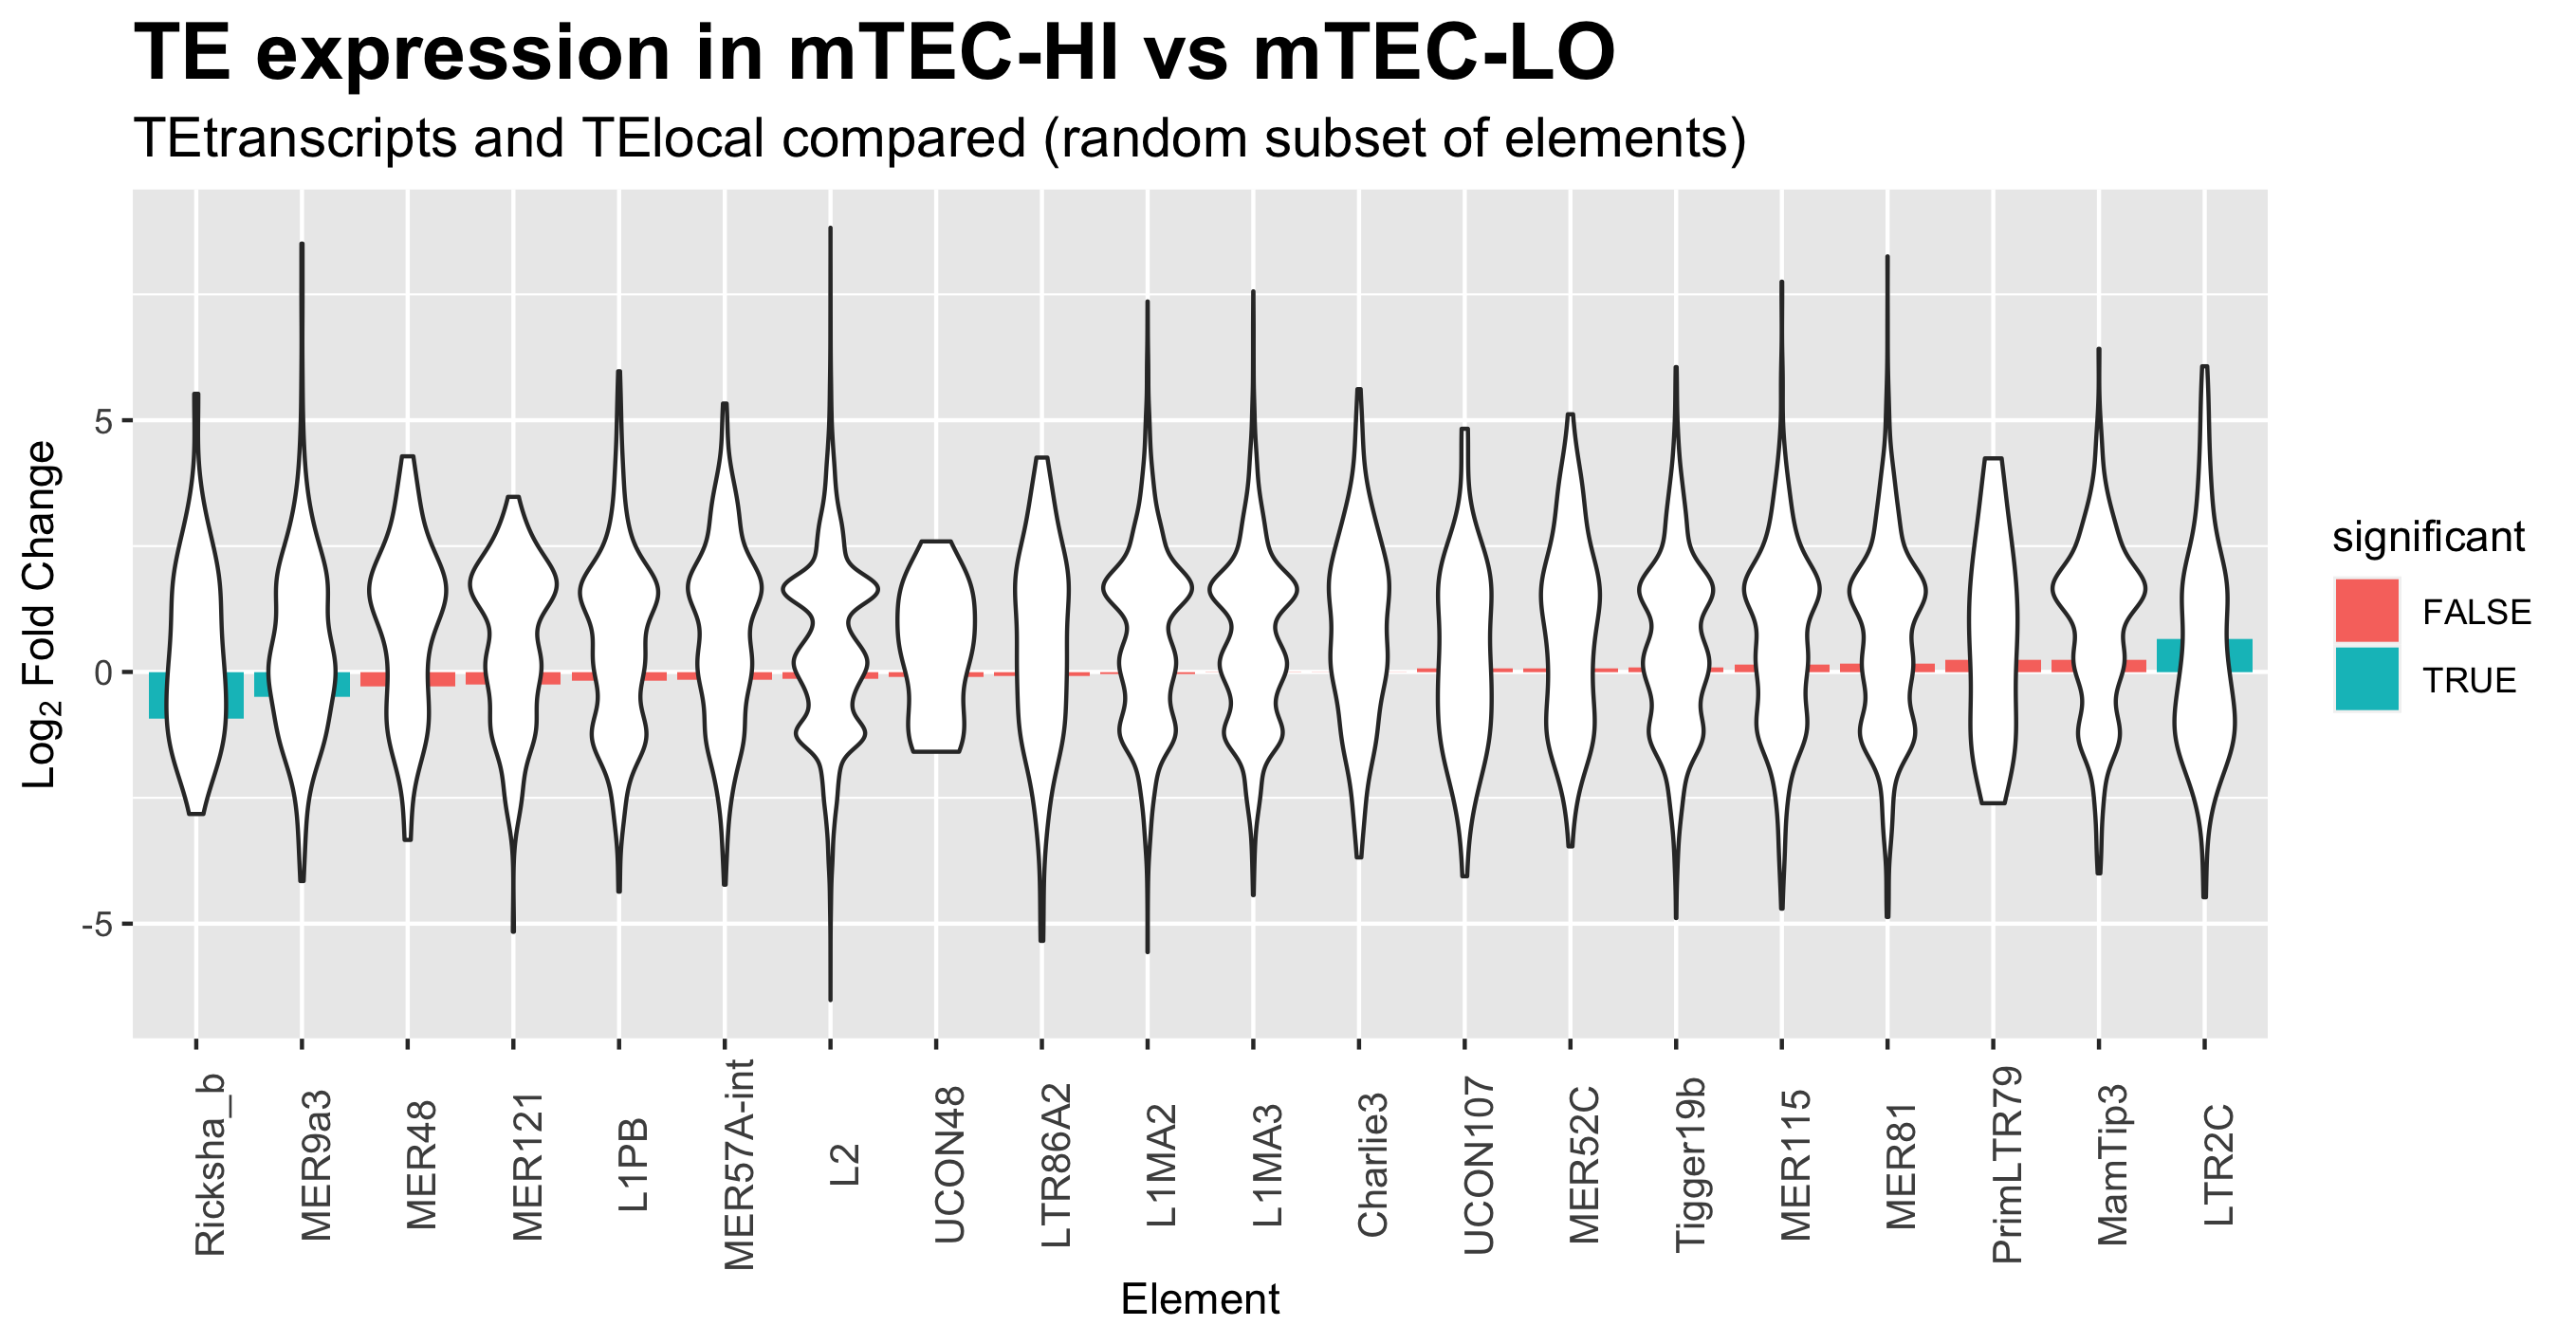 TE expression in mTEC-HI vs mTEC-LO
TEtranscripts and TElocal compared (random subset of elements)
Log₂ Fold Change
5
0
-5
Ricksha_b
MER9a3
MER48
MER121
L1PB
MER57A-int
L2
UCON48
LTR86A2
L1MA2
L1MA3
Charlie3
UCON107
MER52C
Tigger19b
MER115
MER81
PrimLTR79
MamTip3
LTR2C
Element
significant
FALSE
TRUE